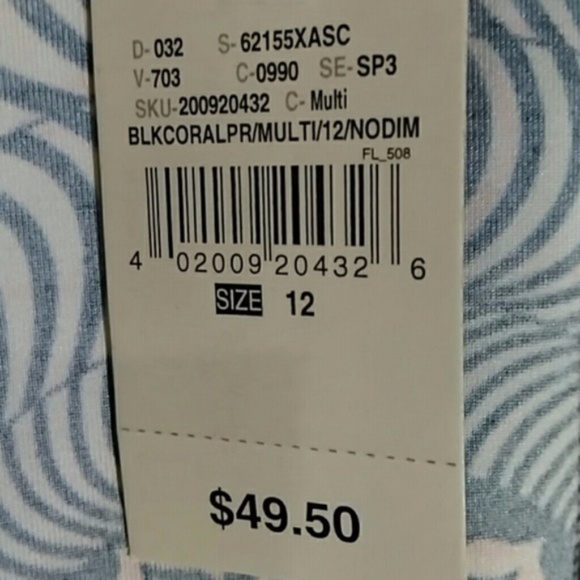 D-032 S-62155XASC
V-703 C-0990 SE-SP3
SKU-200920432 C-Multi
BLKCORALPR/MULTI/12/NODIM
FL_508
4 02009 20432 6
SIZE 12
$49.50